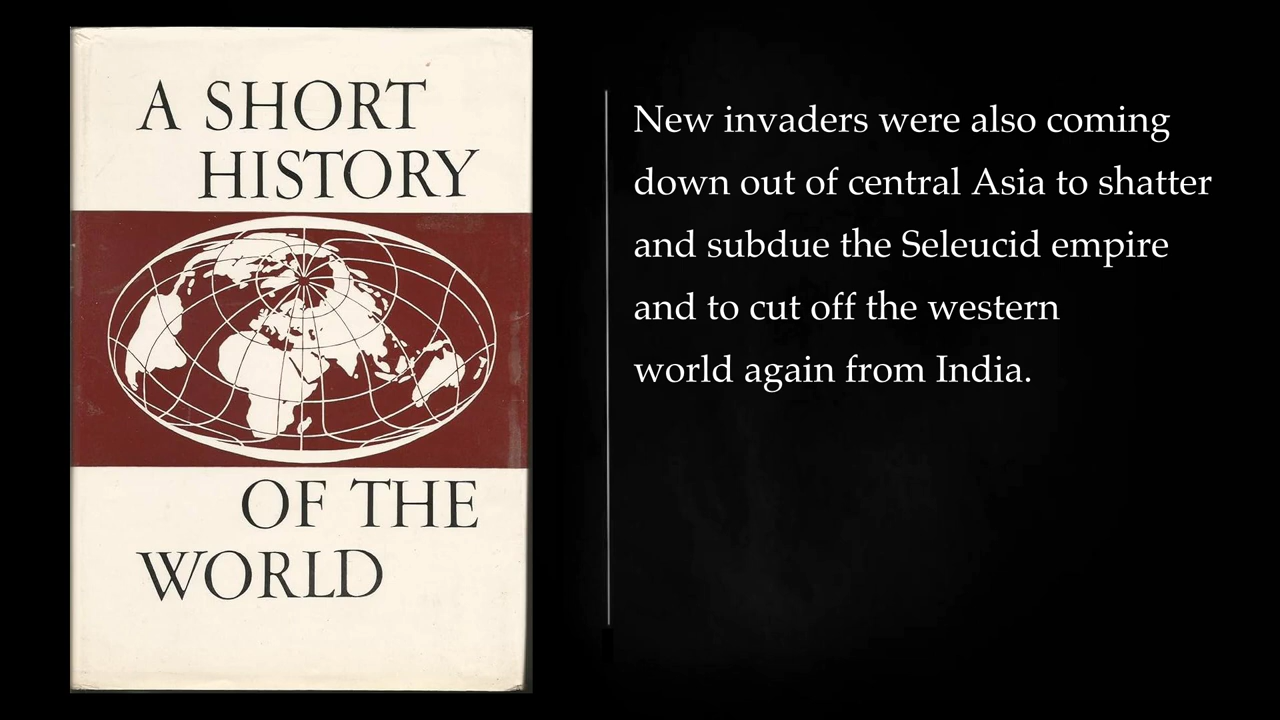 A SHORT
HISTORY
OF THE
WORLD
New invaders were also coming
down out of central Asia to shatter
and subdue the Seleucid empire
and to cut off the western
world again from India.